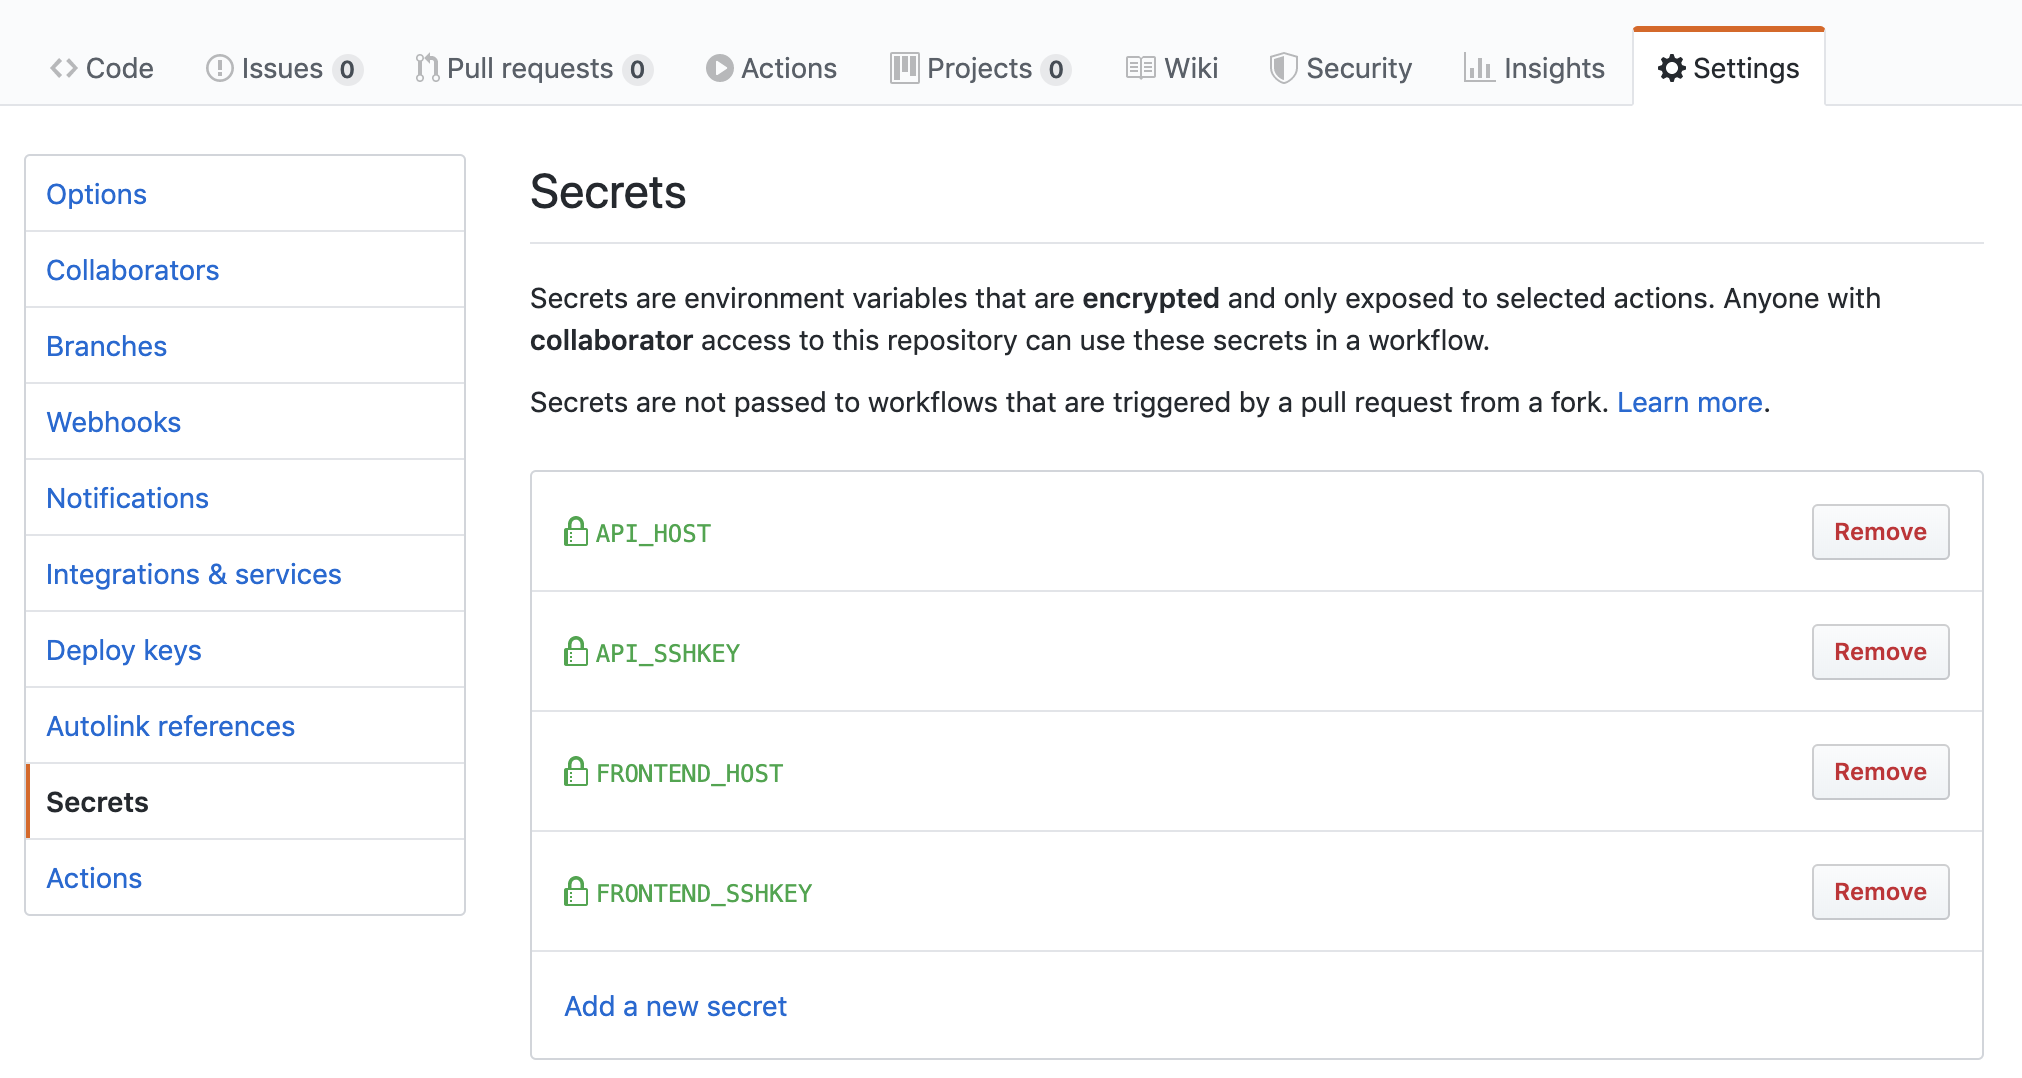 Code Issues 0 Pull requests 0 Actions Projects 0 Wiki Security Insights Settings
Options
Collaborators
Branches
Webhooks
Notifications
Integrations & services
Deploy keys
Autolink references
Secrets
Actions
Secrets
Secrets are environment variables that are encrypted and only exposed to selected actions. Anyone with
collaborator access to this repository can use these secrets in a workflow.
Secrets are not passed to workflows that are triggered by a pull request from a fork. Learn more.
API_HOST Remove
API_SSHKEY Remove
FRONTEND_HOST Remove
FRONTEND_SSHKEY Remove
Add a new secret